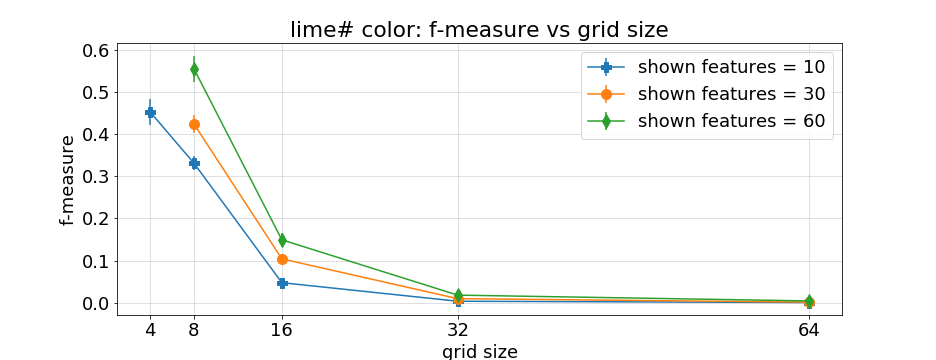 lime# color: f-measure vs grid size
0.6
0.5
0.4
0.3
0.2
0.1
0.0
f-measure
shown features = 10
shown features = 30
shown features = 60
4 8 16 32 64
grid size